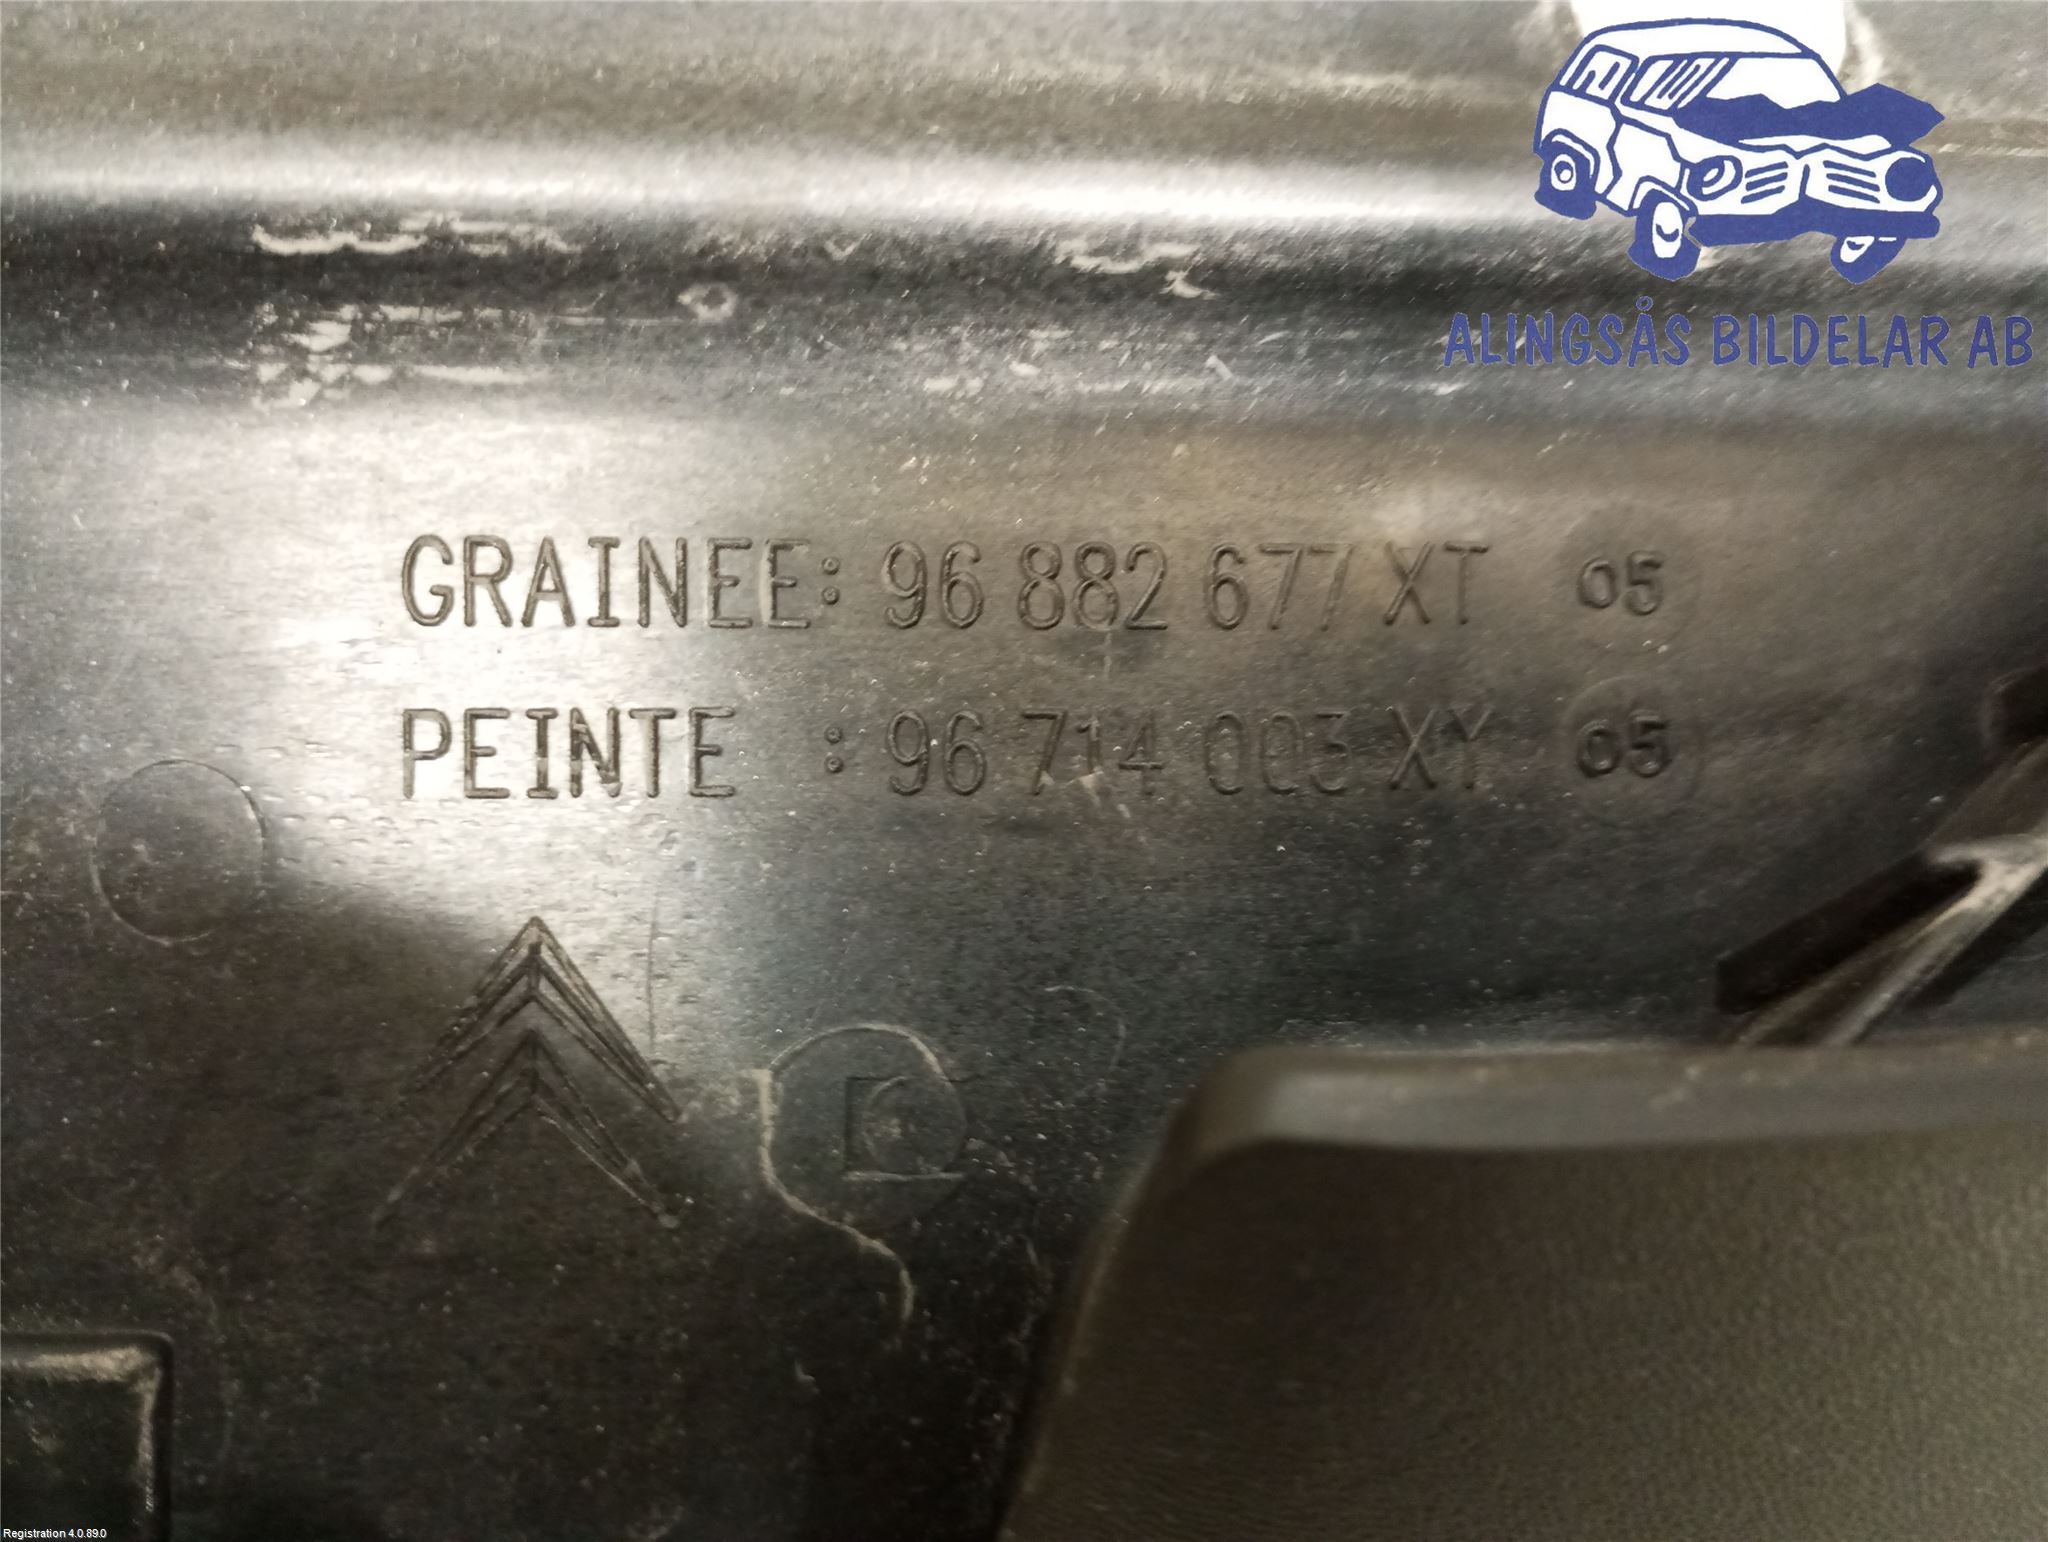 ALINGSÅS BILDELAR AB
GRAINEE: 96 882 677 XT 05
PEINTE : 96 714 003 XY 05
Registration 4.0.89.0